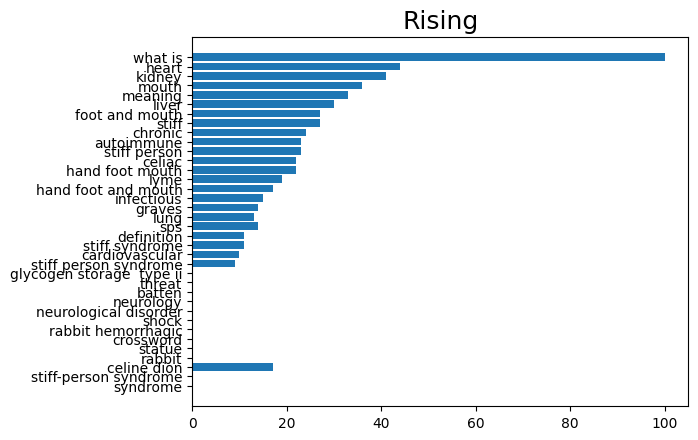 Rising
what is
heart
kidney
mouth
meaning
liver
foot and mouth
stiff
chronic
autoimmune
stiff person
celiac
hand foot mouth
lyme
hand foot and mouth
infectious
graves
lung
sps
definition
stiff syndrome
cardiovascular
stiff person syndrome
glycogen storage  type ii
threat
batten
neurology
neurological disorder
shock
rabbit hemorrhagic
crossword
statue
rabbit
celine dion
stiff-person syndrome
syndrome
0 20 40 60 80 100